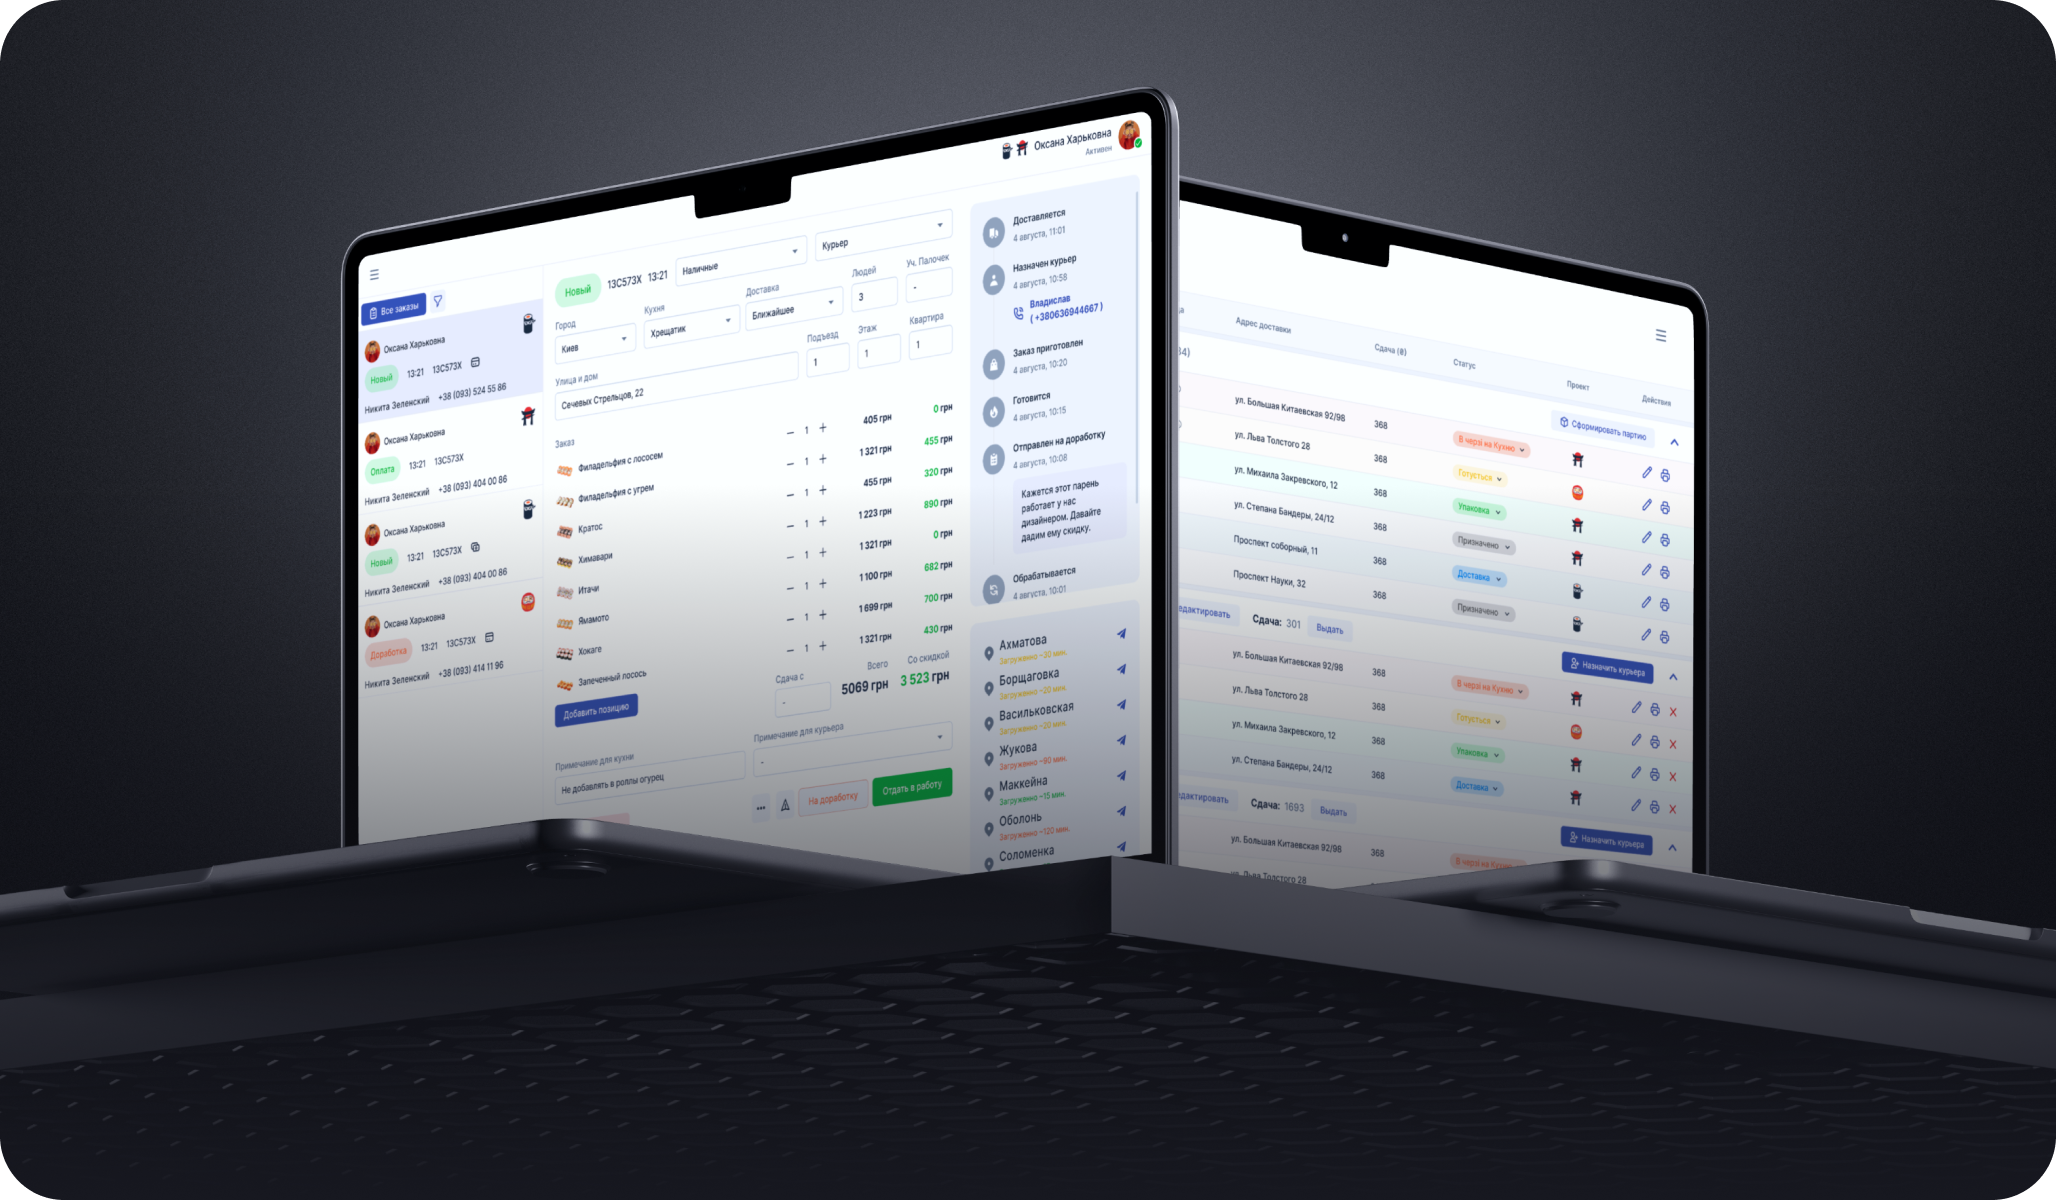 Оксана Харьковна
Активен
Все заказы
Оксана Харьковна
Новый 13:21 13C573X
Никита Зеленский +38 (093) 524 55 86
Оксана Харьковна
Оплата 13:21 13C573X
Никита Зеленский +38 (093) 404 00 86
Оксана Харьковна
Новый 13:21 13C573X
Никита Зеленский +38 (093) 404 00 86
Оксана Харьковна
Доработка 13:21 13C573X
Никита Зеленский +38 (093) 414 11 96
Новый 13C573X 13:21 Наличные Курьер
Город Кухня Доставка Людей Уч. Палочек
Киев Хрещатик Ближайшее 3 -
Улица и дом Подъезд Этаж Квартира
Сечевых Стрельцов, 22 1 1 1
Заказ
Филадельфия с лососем 1 405 грн 0 грн
Филадельфия с угрем 1 1 321 грн 455 грн
Кратос 1 455 грн 320 грн
Химавари 1 1 223 грн 890 грн
Итачи 1 1 321 грн 0 грн
Ямамото 1 1 100 грн 682 грн
Хокаге 1 1 699 грн 700 грн
Запеченный лосось 1 1 321 грн 430 грн
Добавить позицию
Сдача с Всего Со скидкой
- 5069 грн 3 523 грн
Примечание для кухни Примечание для курьера
Не добавлять в роллы огурец -
На доработку Отдать в работу
Доставляется
4 августа, 11:01
Назначен курьер
4 августа, 10:58
Владислав
( +380636944667 )
Заказ приготовлен
4 августа, 10:20
Готовится
4 августа, 10:15
Отправлен на доработку
4 августа, 10:08
Кажется этот парень
работает у нас
дизайнером. Давайте
дадим ему скидку.
Обрабатывается
4 августа, 10:01
Ахматова
Загруженно ~30 мин.
Борщаговка
Загруженно ~20 мин.
Васильковская
Загруженно ~20 мин.
Жукова
Загруженно ~90 мин.
Маккейна
Загруженно ~15 мин.
Оболонь
Загруженно ~120 мин.
Соломенка
Адрес доставки Сдача (₴) Статус Проект Действия
Сформировать партию
ул. Большая Китаевская 92/98 368 В черзі на Кухню
ул. Льва Толстого 28 368 Готується
ул. Михаила Закревского, 12 368 Упаковка
ул. Степана Бандеры, 24/12 368 Призначено
Проспект соборный, 11 368 Доставка
Проспект Науки, 32 368 Призначено
едактировать Сдача: 301 Выдать Назначить курьера
ул. Большая Китаевская 92/98 368 В черзі на Кухню
ул. Льва Толстого 28 368 Готується
ул. Михаила Закревского, 12 368 Упаковка
ул. Степана Бандеры, 24/12 368 Доставка
едактировать Сдача: 1693 Выдать Назначить курьера
ул. Большая Китаевская 92/98 368 В черзі на Кухню
ул. Льва Толстого 28